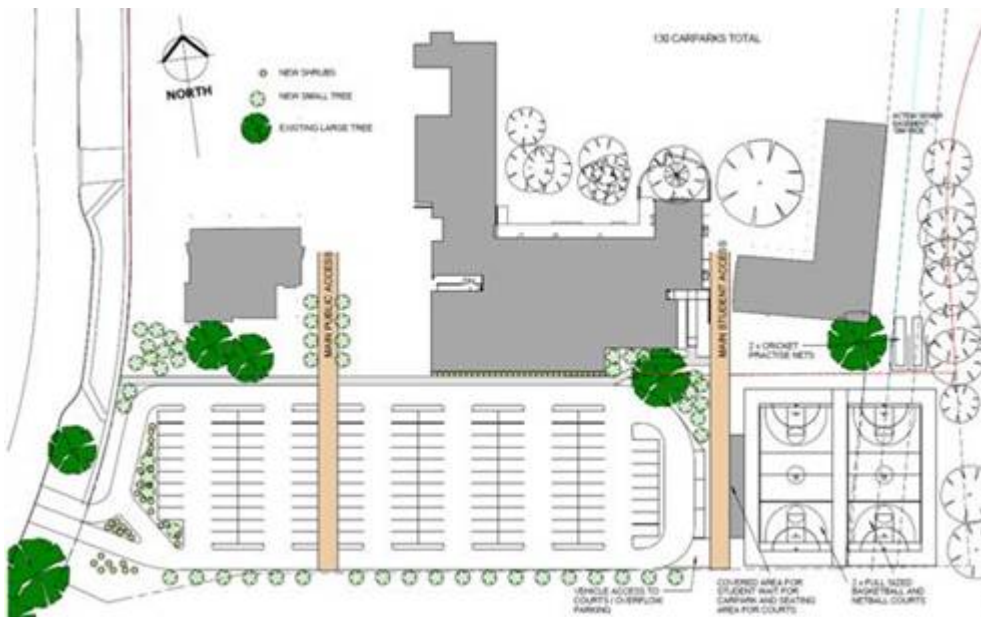 130 CARPARKS TOTAL
NORTH
NEW SHRUBS
NEW SMALL TREE
EXISTING LARGE TREE
MAIN PUBLIC ACCESS
MAIN STUDENT ACCESS
2 x CRICKET
PRACTISE NETS
VEHICLE ACCESS TO
COURTS / OVERFLOW
PARKING
COVERED AREA FOR
STUDENT WAIT FOR
CARPARK AND SEATING
AREA FOR COURTS
2 x FULL SIZED
BASKETBALL AND
NETBALL COURTS